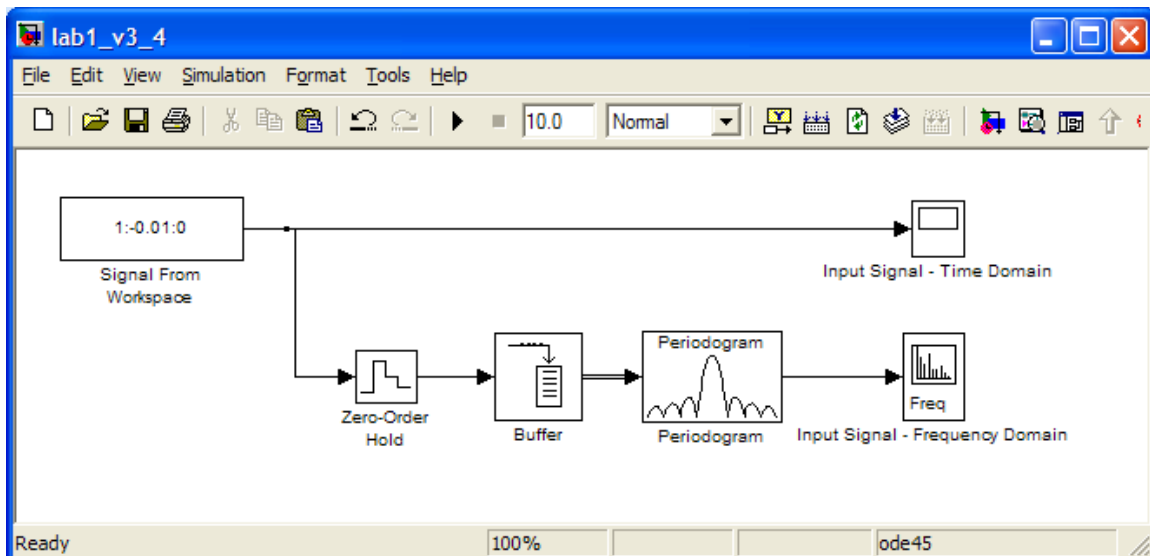 lab1_v3_4
File Edit View Simulation Format Tools Help
10.0 Normal
1:-0.01:0
Signal From
Workspace
Input Signal - Time Domain
Zero-Order
Hold
Buffer
Periodogram
Periodogram
Freq
Input Signal - Frequency Domain
Ready 100% ode45